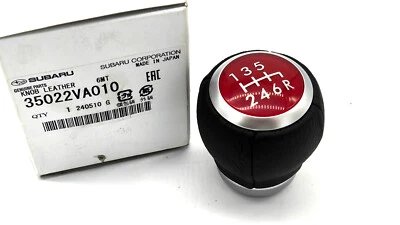 SUBARU
SUBARU CORPORATION
MADE IN JAPAN
GENUINE PARTS
KNOB LEATHER 6MT
EAC
35022VA010
QTY 1 240510 G
1 3 5
2 4 6 R